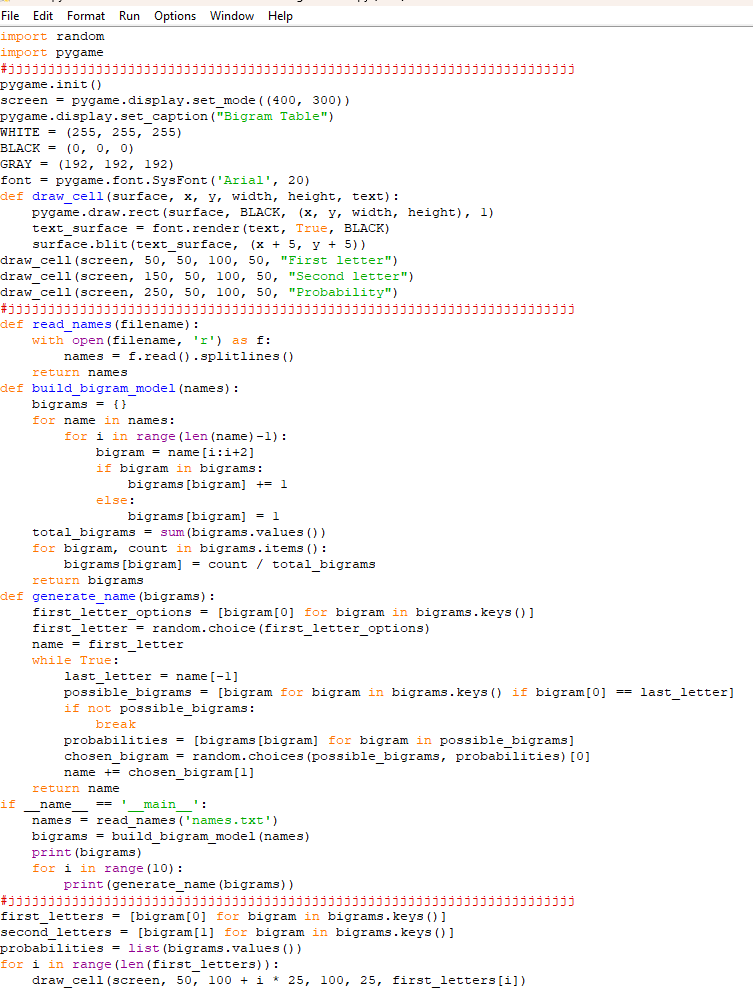 File Edit Format Run Options Window Help
import random
import pygame
#jjjjjjjjjjjjjjjjjjjjjjjjjjjjjjjjjjjjjjjjjjjjjjjjjjjjjjjjjjjjjjjjjjjjjjj
pygame.init()
screen = pygame.display.set_mode((400, 300))
pygame.display.set_caption("Bigram Table")
WHITE = (255, 255, 255)
BLACK = (0, 0, 0)
GRAY = (192, 192, 192)
font = pygame.font.SysFont('Arial', 20)
def draw_cell(surface, x, y, width, height, text):
    pygame.draw.rect(surface, BLACK, (x, y, width, height), 1)
    text_surface = font.render(text, True, BLACK)
    surface.blit(text_surface, (x + 5, y + 5))
draw_cell(screen, 50, 50, 100, 50, "First letter")
draw_cell(screen, 150, 50, 100, 50, "Second letter")
draw_cell(screen, 250, 50, 100, 50, "Probability")
#jjjjjjjjjjjjjjjjjjjjjjjjjjjjjjjjjjjjjjjjjjjjjjjjjjjjjjjjjjjjjjjjjjjjjjj
def read_names(filename):
    with open(filename, 'r') as f:
        names = f.read().splitlines()
    return names
def build_bigram_model(names):
    bigrams = {}
    for name in names:
        for i in range(len(name)-1):
            bigram = name[i:i+2]
            if bigram in bigrams:
                bigrams[bigram] += 1
            else:
                bigrams[bigram] = 1
    total_bigrams = sum(bigrams.values())
    for bigram, count in bigrams.items():
        bigrams[bigram] = count / total_bigrams
    return bigrams
def generate_name(bigrams):
    first_letter_options = [bigram[0] for bigram in bigrams.keys()]
    first_letter = random.choice(first_letter_options)
    name = first_letter
    while True:
        last_letter = name[-1]
        possible_bigrams = [bigram for bigram in bigrams.keys() if bigram[0] == last_letter]
        if not possible_bigrams:
            break
        probabilities = [bigrams[bigram] for bigram in possible_bigrams]
        chosen_bigram = random.choices(possible_bigrams, probabilities)[0]
        name += chosen_bigram[1]
    return name
if __name__ == '__main__':
    names = read_names('names.txt')
    bigrams = build_bigram_model(names)
    print(bigrams)
    for i in range(10):
        print(generate_name(bigrams))
#jjjjjjjjjjjjjjjjjjjjjjjjjjjjjjjjjjjjjjjjjjjjjjjjjjjjjjjjjjjjjjjjjjjjjjj
first_letters = [bigram[0] for bigram in bigrams.keys()]
second_letters = [bigram[1] for bigram in bigrams.keys()]
probabilities = list(bigrams.values())
for i in range(len(first_letters)):
    draw_cell(screen, 50, 100 + i * 25, 100, 25, first_letters[i])